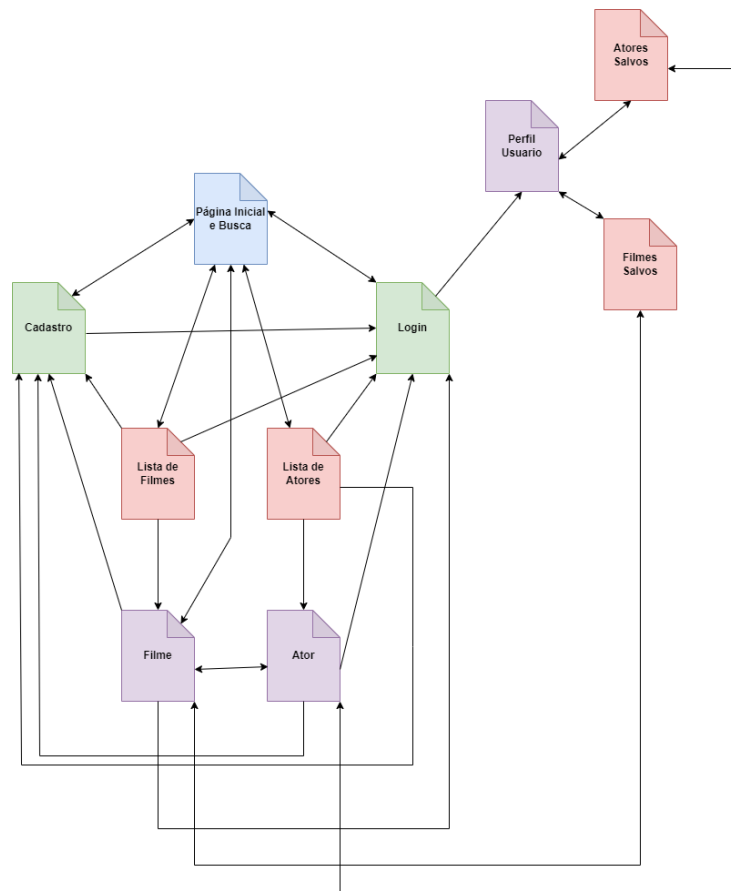 Atores
Salvos
Perfil
Usuario
Página Inicial
e Busca
Filmes
Salvos
Cadastro
Login
Lista de
Filmes
Lista de
Atores
Filme
Ator